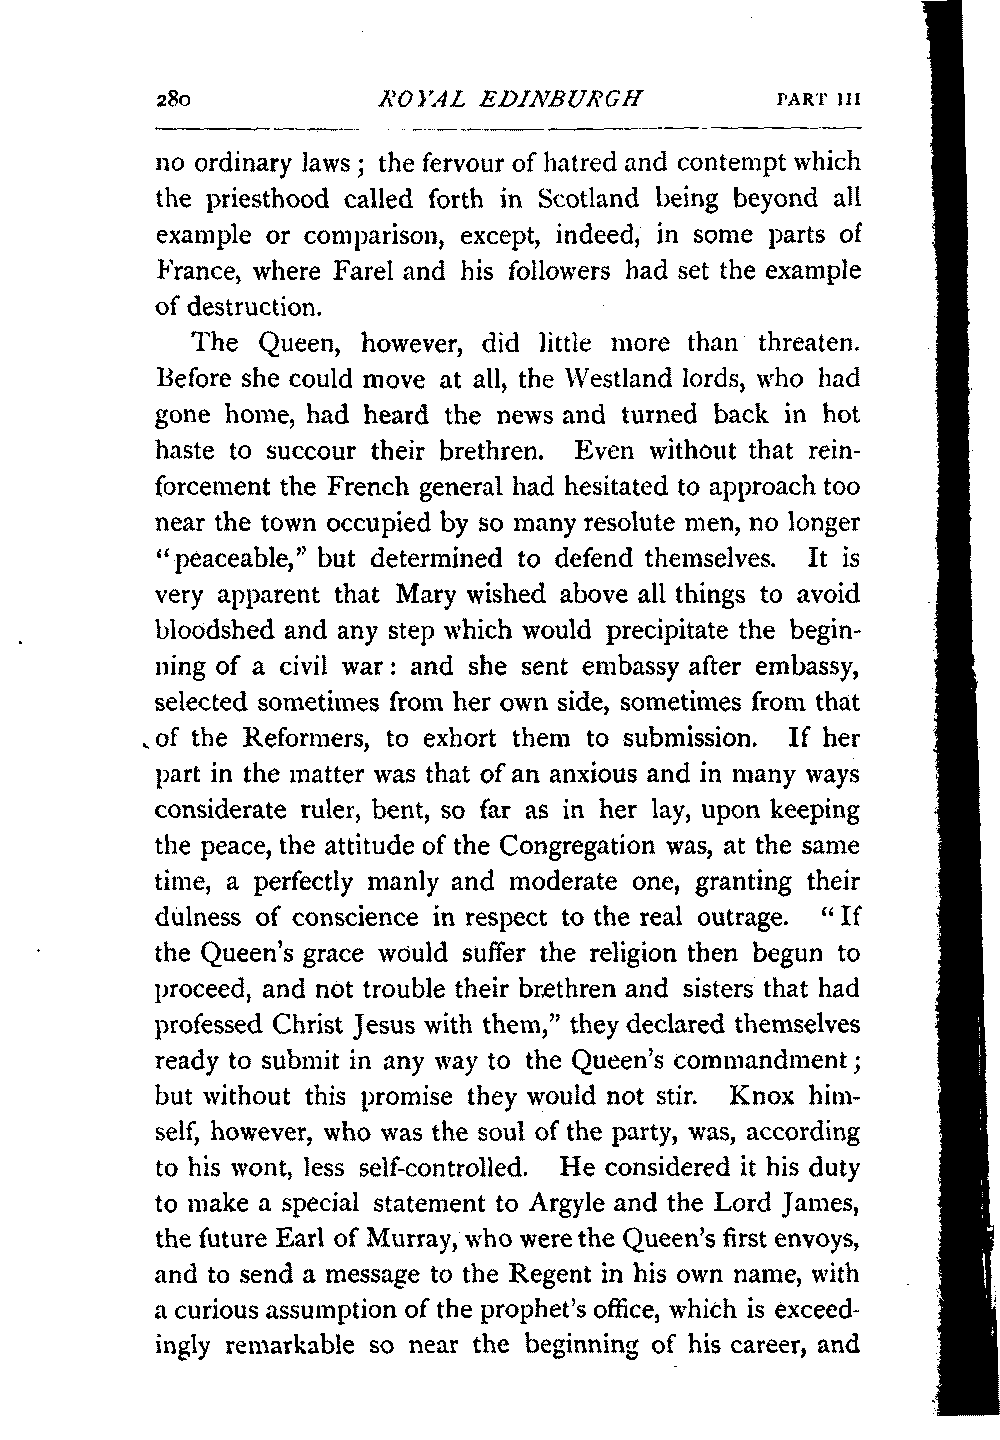 280 ROYAL EDINBURGH PART III
no ordinary laws; the fervour of hatred and contempt which
the priesthood called forth in Scotland being beyond all
example or comparison, except, indeed, in some parts of
France, where Farel and his followers had set the example
of destruction.
The Queen, however, did little more than threaten.
Before she could move at all, the Westland lords, who had
gone home, had heard the news and turned back in hot
haste to succour their brethren. Even without that rein-
forcement the French general had hesitated to approach too
near the town occupied by so many resolute men, no longer
"peaceable," but determined to defend themselves. It is
very apparent that Mary wished above all things to avoid
bloodshed and any step which would precipitate the begin-
ning of a civil war: and she sent embassy after embassy,
selected sometimes from her own side, sometimes from that
of the Reformers, to exhort them to submission. If her
part in the matter was that of an anxious and in many ways
considerate ruler, bent, so far as in her lay, upon keeping
the peace, the attitude of the Congregation was, at the same
time, a perfectly manly and moderate one, granting their
dulness of conscience in respect to the real outrage. "If
the Queen's grace would suffer the religion then begun to
proceed, and not trouble their brethren and sisters that had
professed Christ Jesus with them," they declared themselves
ready to submit in any way to the Queen's commandment;
but without this promise they would not stir. Knox him-
self, however, who was the soul of the party, was, according
to his wont, less self-controlled. He considered it his duty
to make a special statement to Argyle and the Lord James,
the future Earl of Murray, who were the Queen's first envoys,
and to send a message to the Regent in his own name, with
a curious assumption of the prophet's office, which is exceed-
ingly remarkable so near the beginning of his career, and